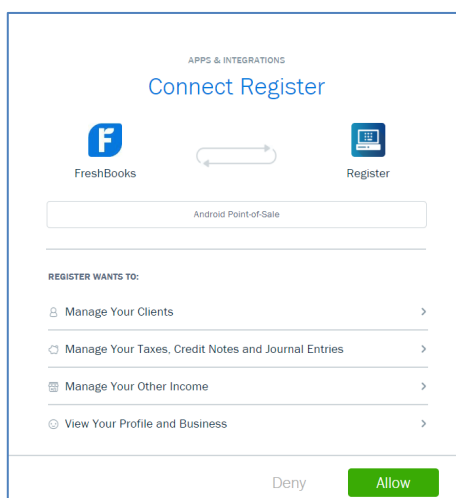 APPS & INTEGRATIONS
Connect Register
FreshBooks
Register
Android Point-of-Sale
REGISTER WANTS TO:
Manage Your Clients
Manage Your Taxes, Credit Notes and Journal Entries
Manage Your Other Income
View Your Profile and Business
Deny
Allow